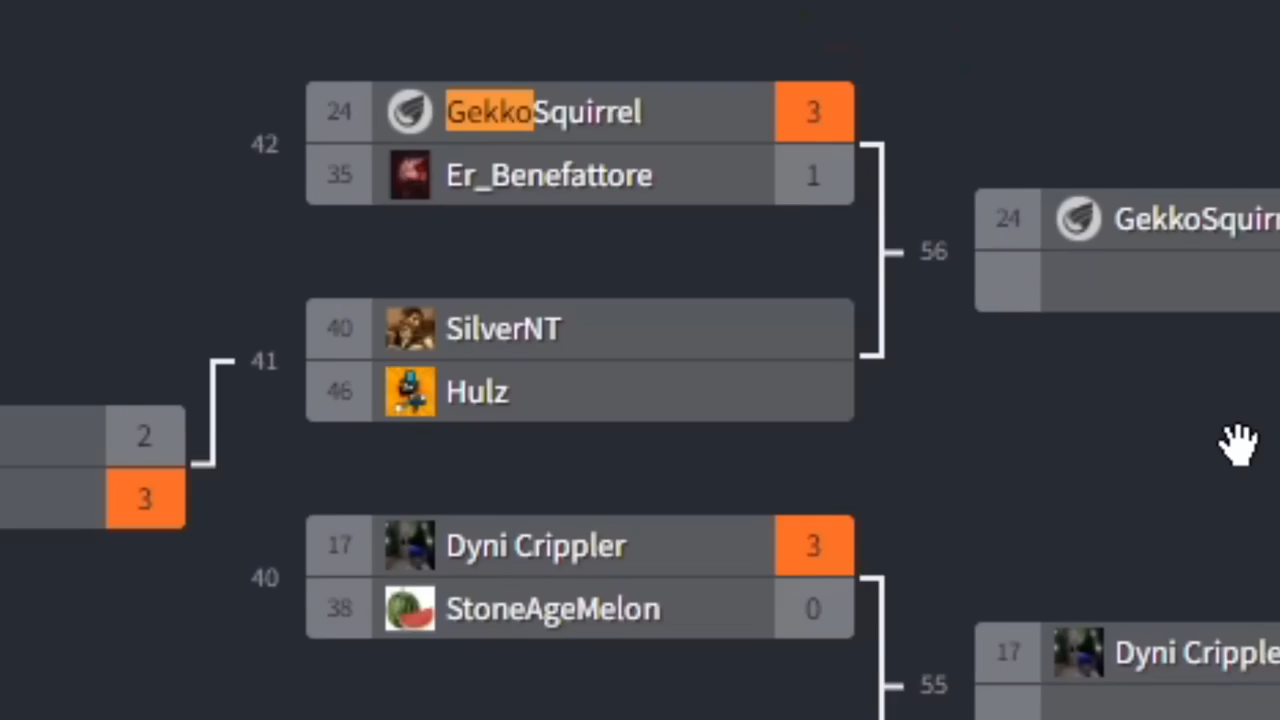 24 GekkoSquirrel 3
42
35 Er_Benefattore 1
24 GekkoSquirr
56
40 SilverNT
41
46 Hulz
2
3
17 Dyni Crippler 3
40
38 StoneAgeMelon 0
17 Dyni Cripple
55